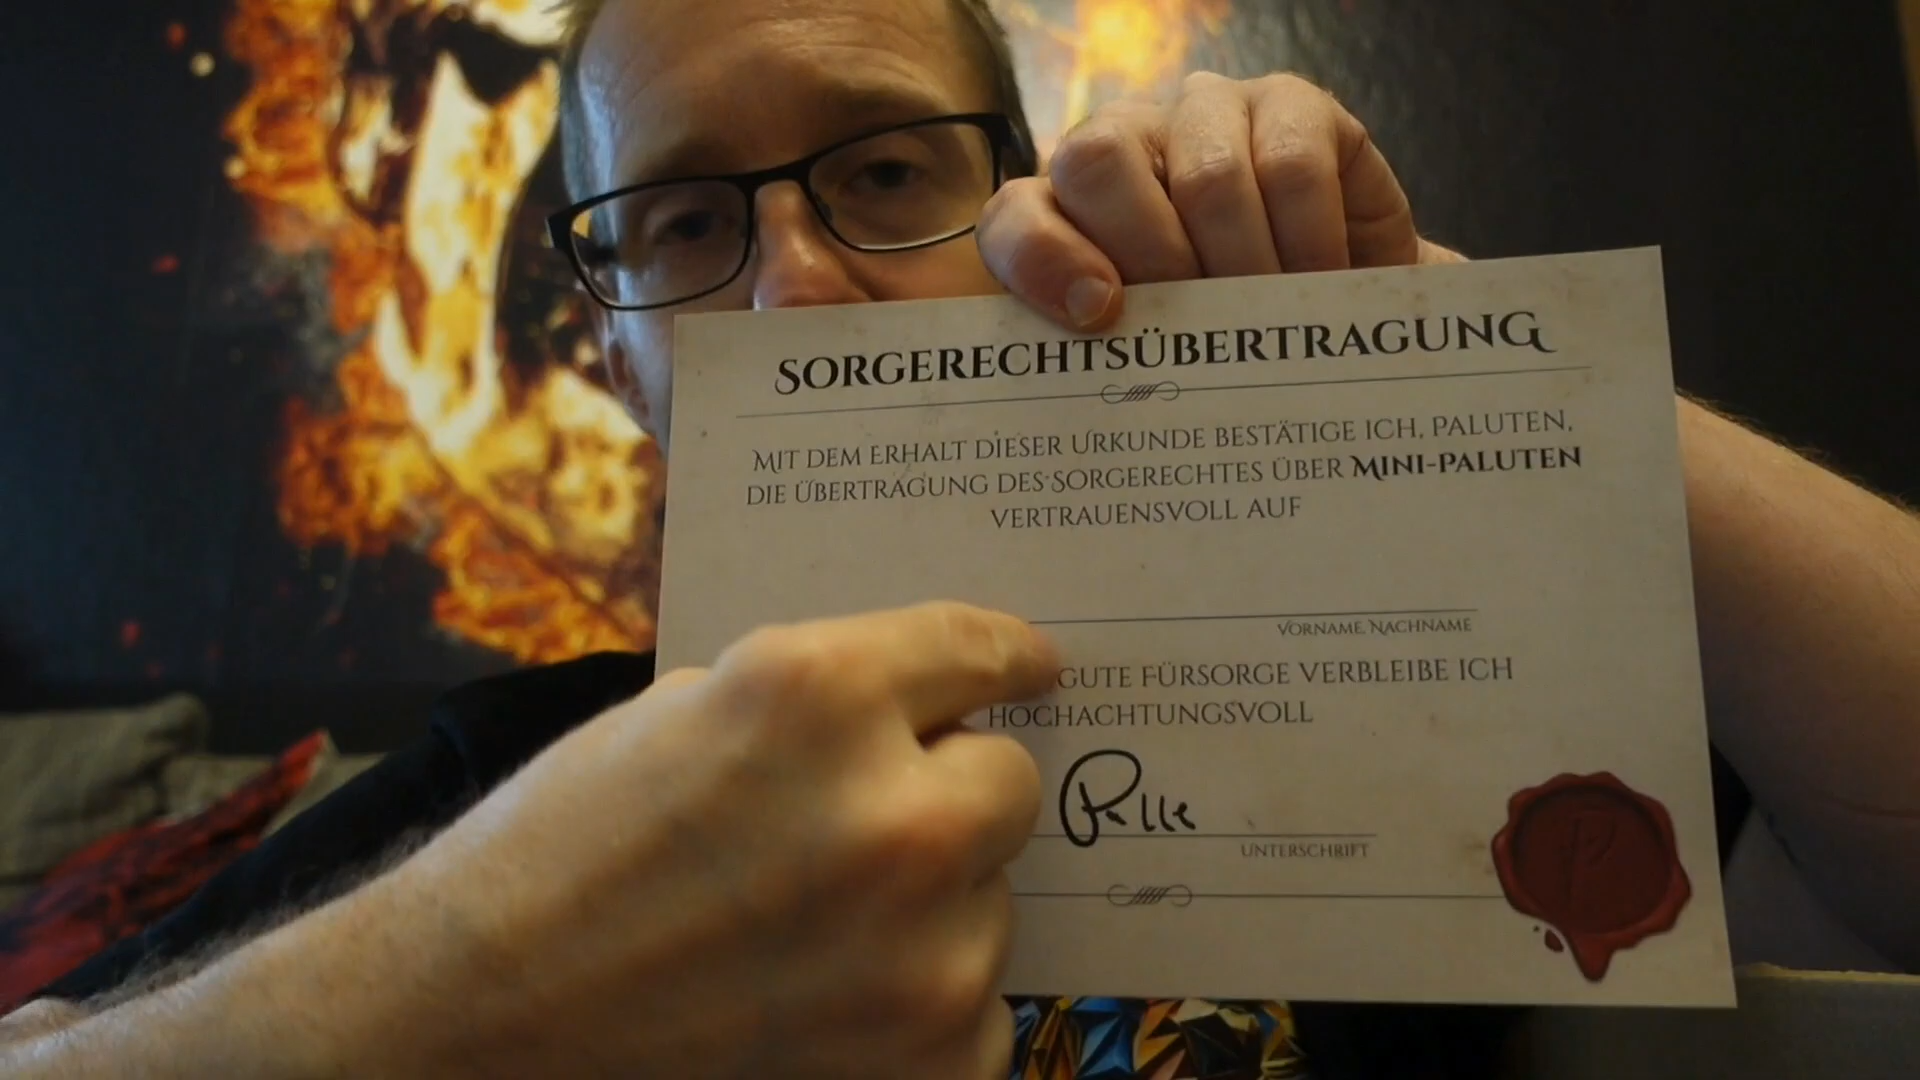 SORGERECHTSÜBERTRAGUNG
MIT DEM ERHALT DIESER URKUNDE BESTÄTIGE ICH, PALUTEN,
DIE ÜBERTRAGUNG DES SORGERECHTES ÜBER MINI-PALUTEN
VERTRAUENSVOLL AUF
VORNAME, NACHNAME
GUTE FÜRSORGE VERBLEIBE ICH
HOCHACHTUNGSVOLL
Palle
UNTERSCHRIFT
P